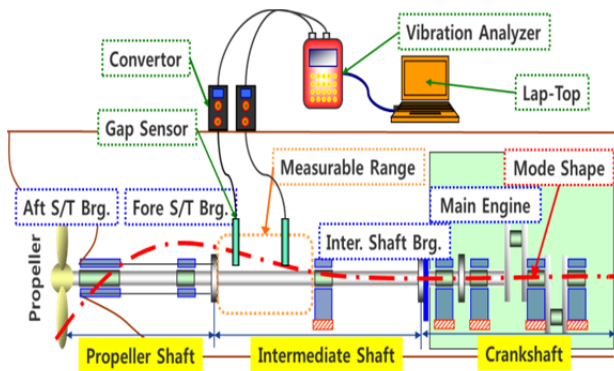 Vibration Analyzer
Convertor
Lap-Top
Gap Sensor
Measurable Range
Mode Shape
Aft S/T Brg.
Fore S/T Brg.
Main Engine
Inter. Shaft Brg.
Propeller
Propeller Shaft
Intermediate Shaft
Crankshaft